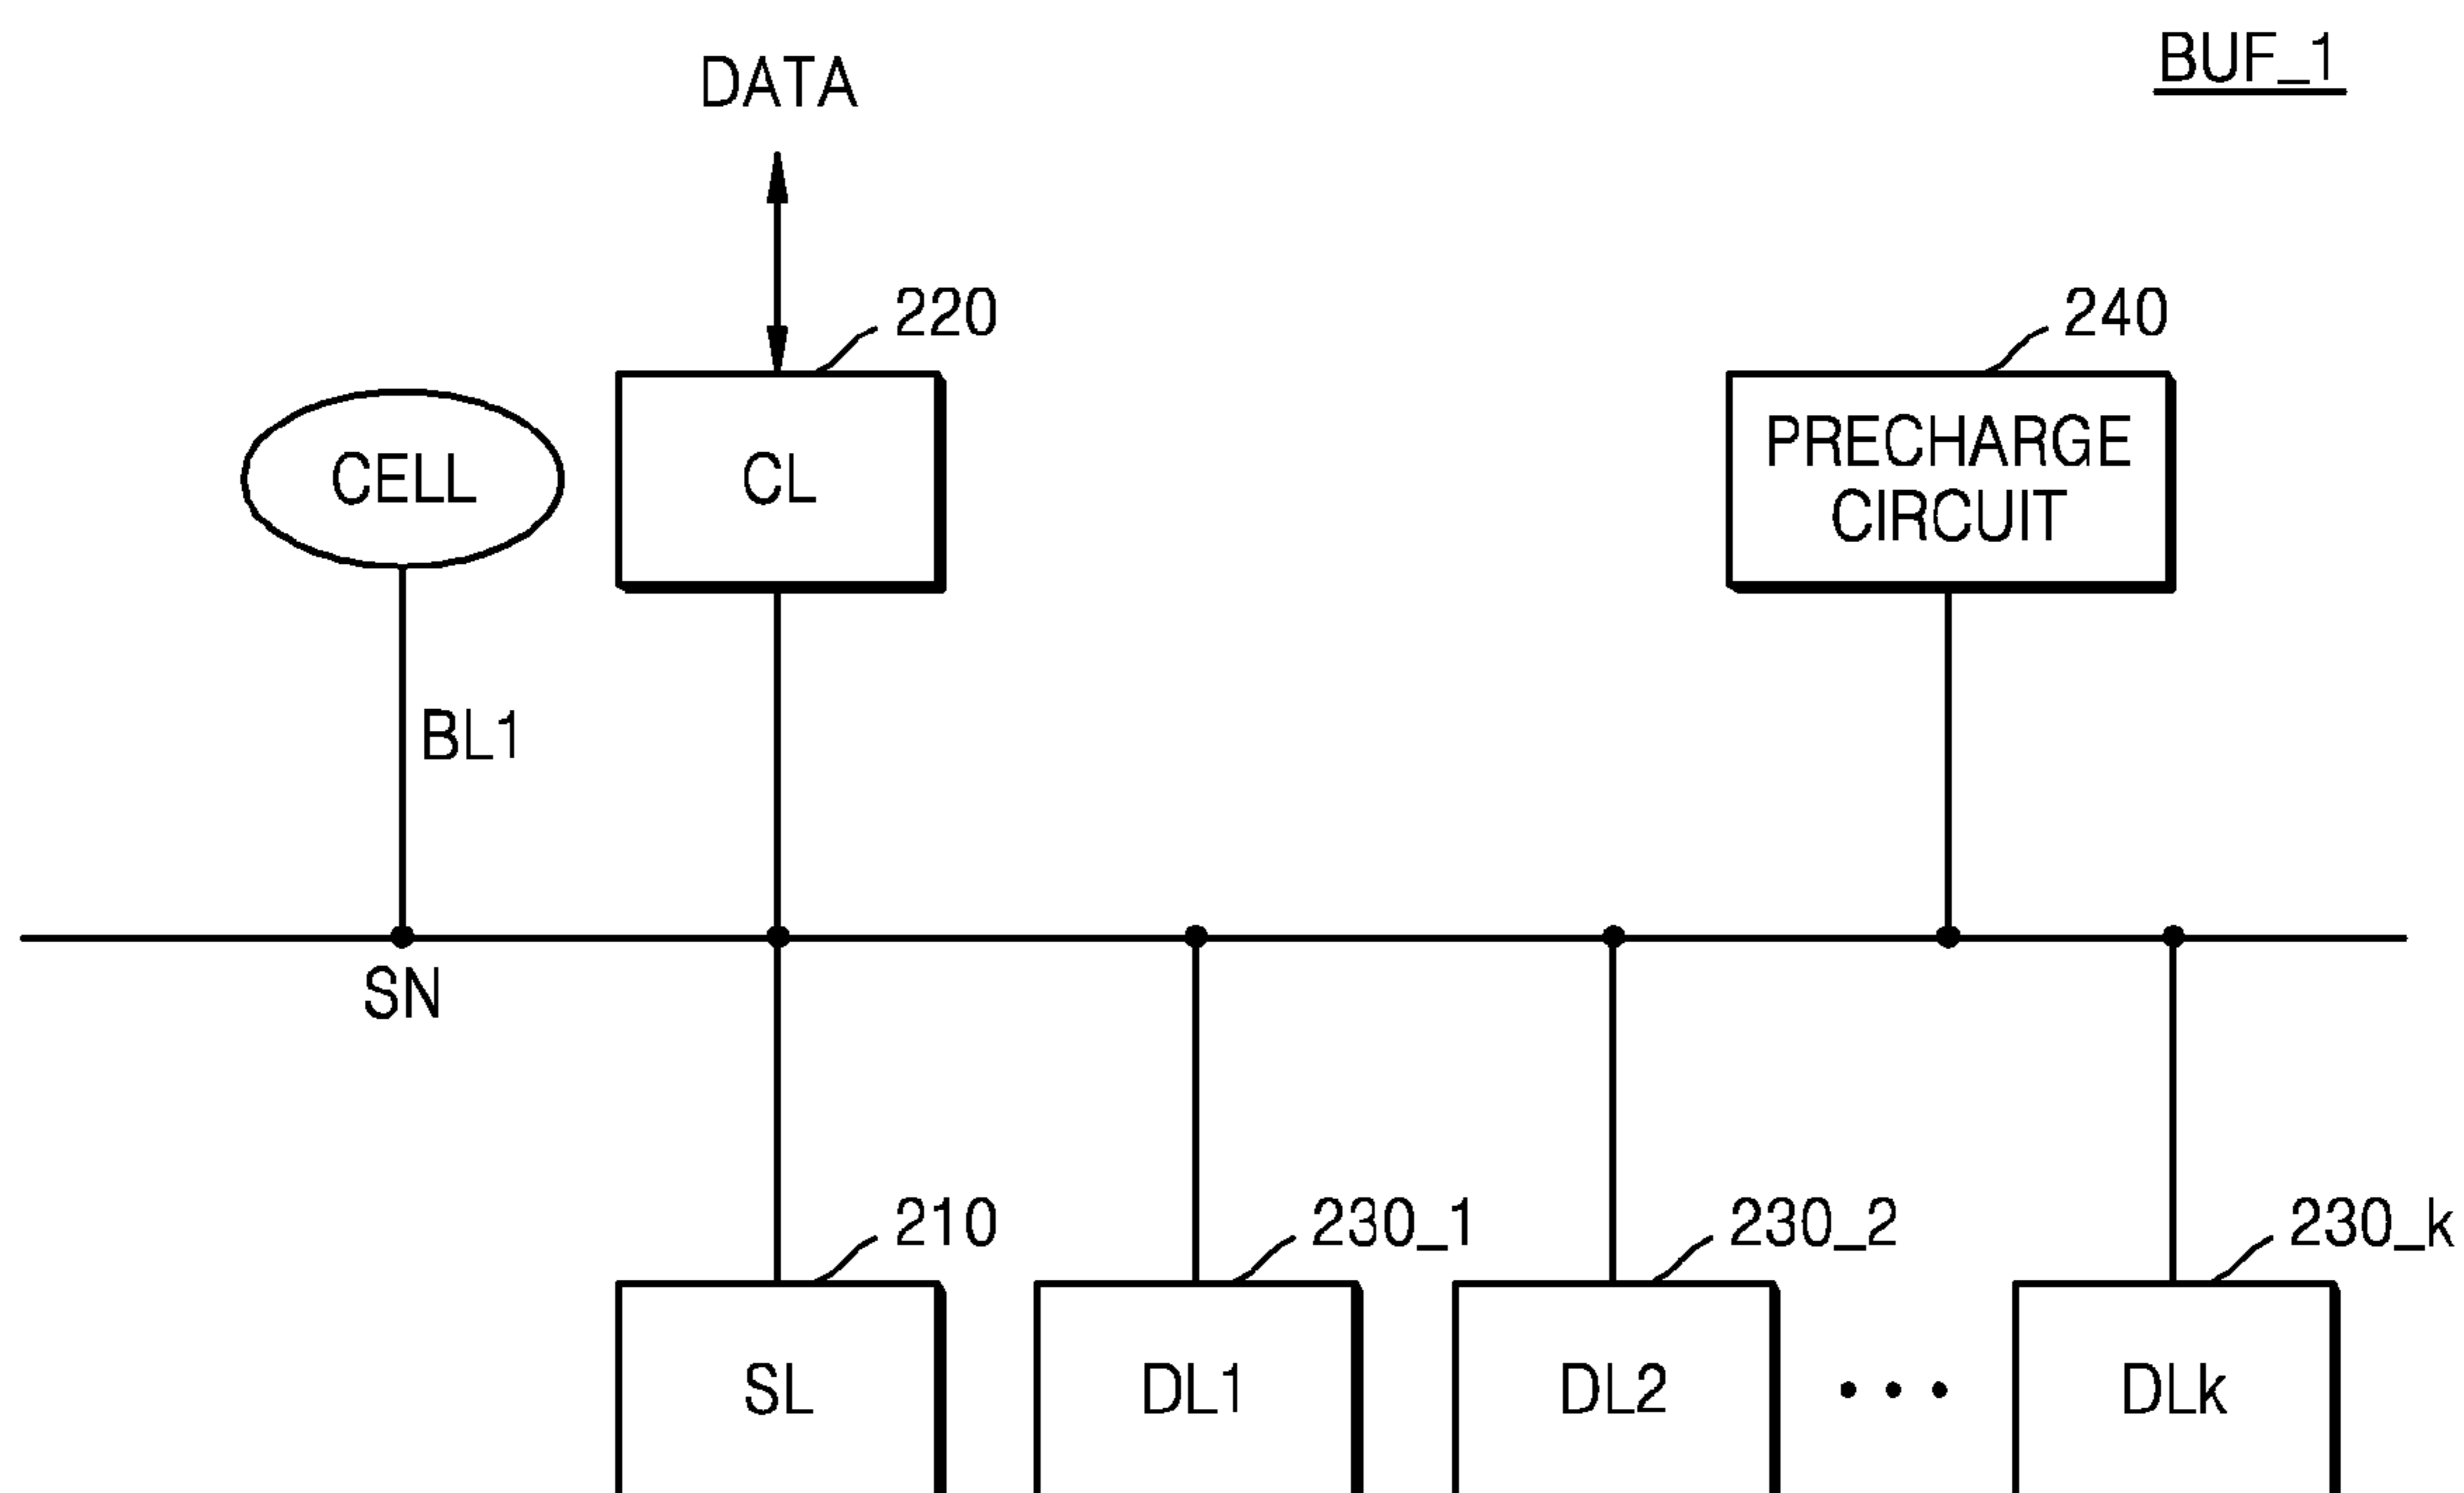 BUF_1
DATA
220
240
CELL
CL
PRECHARGE
CIRCUIT
BL1
SN
210
230_1
230_2
230_k
SL
DL1
DL2
• • •
DLk